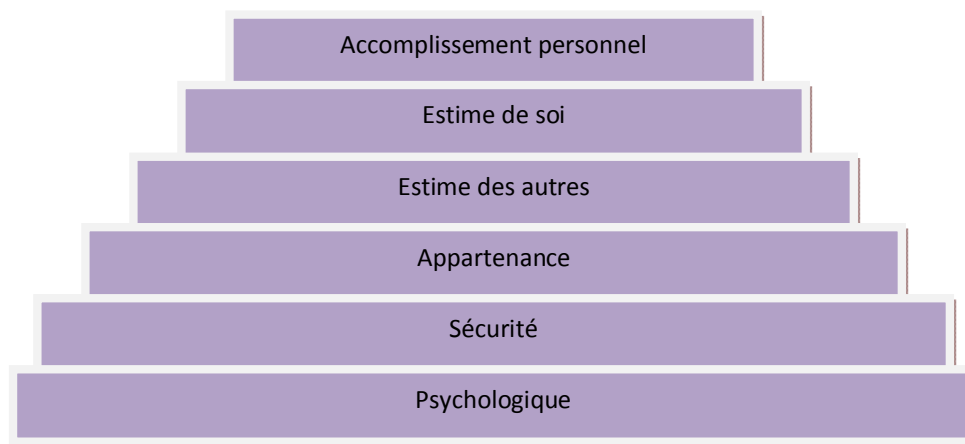 Accomplissement personnel
Estime de soi
Estime des autres
Appartenance
Sécurité
Psychologique